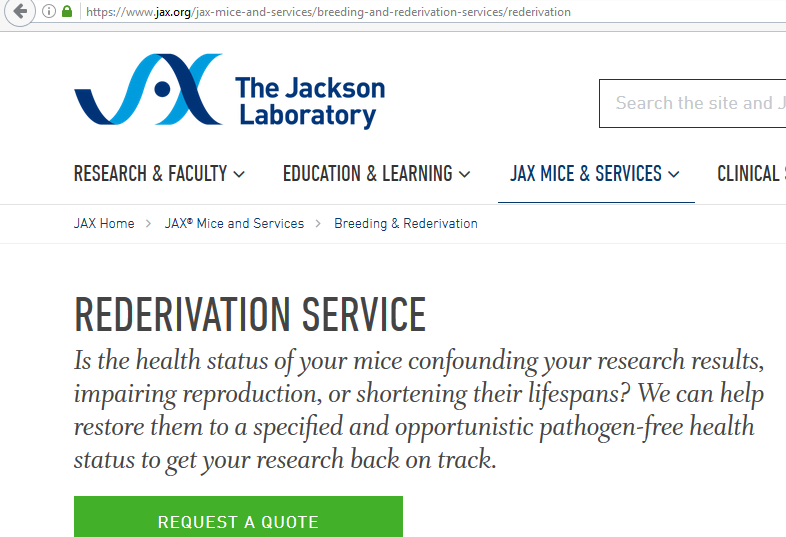 https://www.jax.org/jax-mice-and-services/breeding-and-rederivation-services/rederivation
The Jackson
Laboratory
Search the site and J
RESEARCH & FACULTY
EDUCATION & LEARNING
JAX MICE & SERVICES
CLINICAL
JAX Home > JAX® Mice and Services > Breeding & Rederivation
REDERIVATION SERVICE
Is the health status of your mice confounding your research results,
impairing reproduction, or shortening their lifespans? We can help
restore them to a specified and opportunistic pathogen-free health
status to get your research back on track.
REQUEST A QUOTE